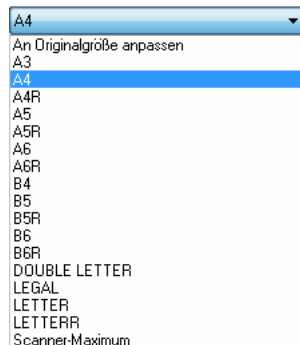 A4
An Originalgröße anpassen
A3
A4
A4R
A5
A5R
A6
A6R
B4
B5
B5R
B6
B6R
DOUBLE LETTER
LEGAL
LETTER
LETTERR
Scanner-Maximum